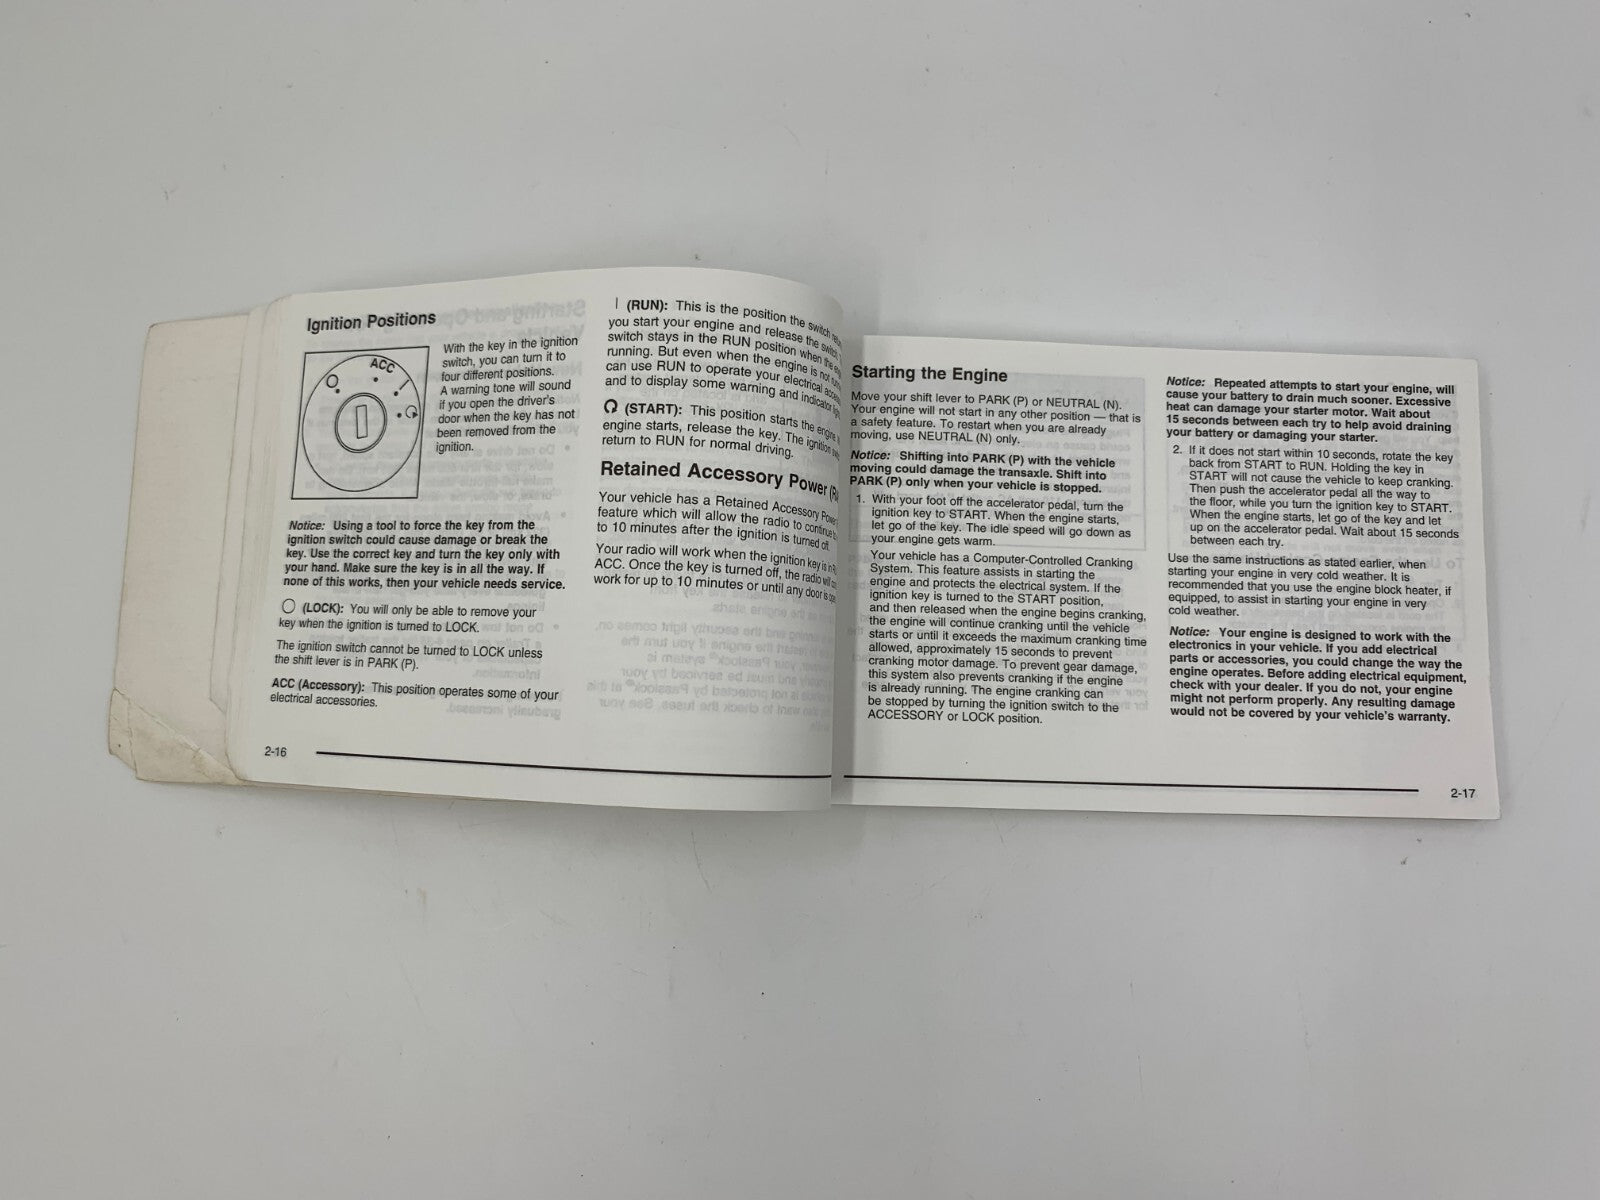 Ignition Positions
ACC
With the key in the ignition
switch, you can turn it to
four different positions.
A warning tone will sound
if you open the driver's
door when the key has not
been removed from the
ignition.
Notice: Using a tool to force the key from the
ignition switch could cause damage or break the
key. Use the correct key and turn the key only with
your hand. Make sure the key is in all the way. If
none of this works, then your vehicle needs service.
(LOCK): You will only be able to remove your
key when the ignition is turned to LOCK.
The ignition switch cannot be turned to LOCK unless
the shift lever is in PARK (P).
ACC (Accessory): This position operates some of your
electrical accessories.
2-16
(RUN): This is the position the switch
you start your engine and release the switch.
switch stays in the RUN position when the
running. But even when the engine is not
can use RUN to operate your electrical
and to display some warning and indicator
(START): This position starts the engine
engine starts, release the key. The ignition
return to RUN for normal driving.
Retained Accessory Power
Your vehicle has a Retained Accessory Power
feature which will allow the radio to continue
to 10 minutes after the ignition is turned off.
Your radio will work when the ignition key is in
ACC. Once the key is turned off, the radio will
work for up to 10 minutes or until any door is
Starting the Engine
Move your shift lever to PARK (P) or NEUTRAL (N).
Your engine will not start in any other position — that is
a safety feature. To restart when you are already
moving, use NEUTRAL (N) only.
Notice: Shifting into PARK (P) with the vehicle
moving could damage the transaxle. Shift into
PARK (P) only when your vehicle is stopped.
1. With your foot off the accelerator pedal, turn the
ignition key to START. When the engine starts,
let go of the key. The idle speed will go down as
your engine gets warm.
Your vehicle has a Computer-Controlled Cranking
System. This feature assists in starting the
engine and protects the electrical system. If the
ignition key is turned to the START position,
and then released when the engine begins cranking,
the engine will continue cranking until the vehicle
starts or until it exceeds the maximum cranking time
allowed, approximately 15 seconds to prevent
cranking motor damage. To prevent gear damage,
this system also prevents cranking if the engine
is already running. The engine cranking can
be stopped by turning the ignition switch to the
ACCESSORY or LOCK position.
Notice: Repeated attempts to start your engine, will
cause your battery to drain much sooner. Excessive
heat can damage your starter motor. Wait about
15 seconds between each try to help avoid draining
your battery or damaging your starter.
2. If it does not start within 10 seconds, rotate the key
back from START to RUN. Holding the key in
START will not cause the vehicle to keep cranking.
Then push the accelerator pedal all the way to
the floor, while you turn the ignition key to START.
When the engine starts, let go of the key and let
up on the accelerator pedal. Wait about 15 seconds
between each try.
Use the same instructions as stated earlier, when
starting your engine in very cold weather. It is
recommended that you use the engine block heater, if
equipped, to assist in starting your engine in very
cold weather.
Notice: Your engine is designed to work with the
electronics in your vehicle. If you add electrical
parts or accessories, you could change the way the
engine operates. Before adding electrical equipment,
check with your dealer. If you do not, your engine
might not perform properly. Any resulting damage
would not be covered by your vehicle's warranty.
2-17